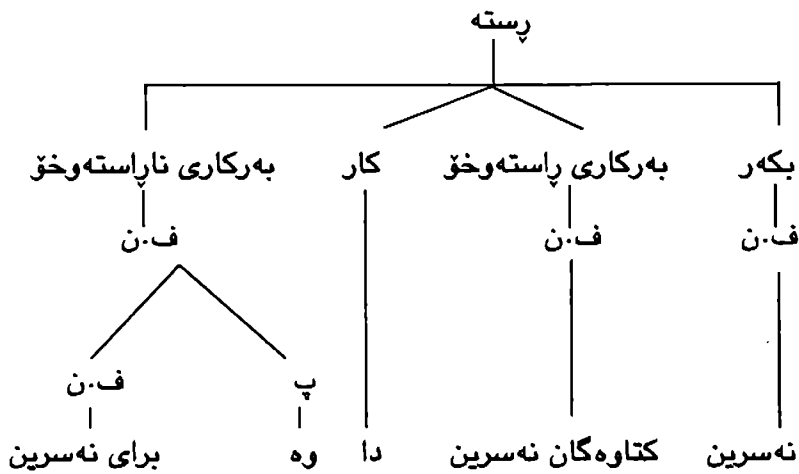 ڕستە
بکەر بەرکاری ڕاستەوخۆ کار بەرکاری ناڕاستەوخۆ
ف.ن ف.ن ف.ن
پ ف.ن
نەسرین کتاوەگان نەسرین دا وە برای نەسرین